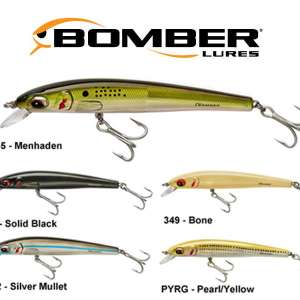 BOMBER
LURES
5 - Menhaden
- Solid Black
349 - Bone
2 - Silver Mullet
PYRG - Pearl/Yellow